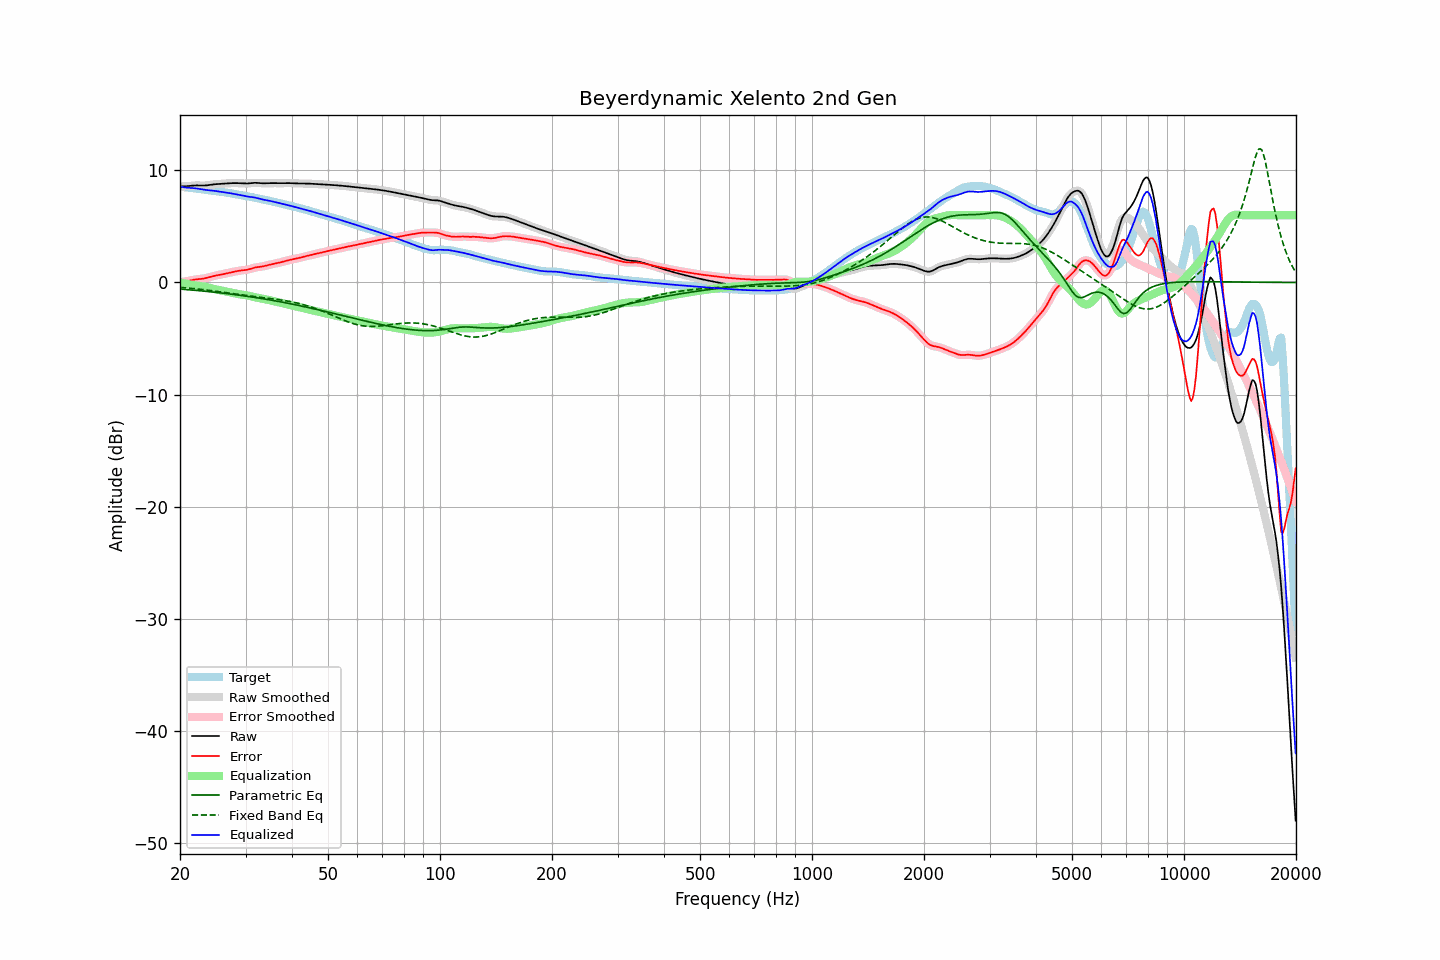 Beyerdynamic Xelento 2nd Gen
10
0
−10
−20
−30
−40
−50
Amplitude (dBr)
Target
Raw Smoothed
Error Smoothed
Raw
Error
Equalization
Parametric Eq
Fixed Band Eq
Equalized
20 50 100 200 500 1000 2000 5000 10000 20000
Frequency (Hz)